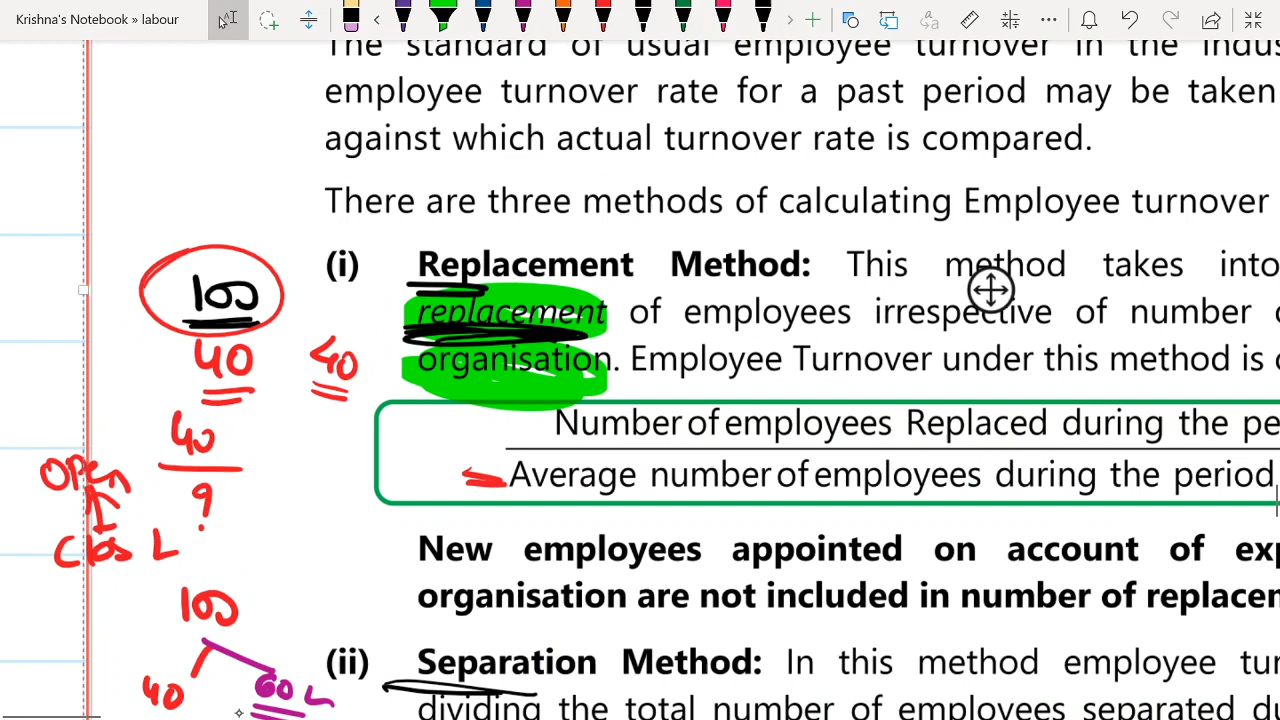 Krishna's Notebook » labour
The standard of usual employee turnover in the indus
employee turnover rate for a past period may be taken
against which actual turnover rate is compared.
There are three methods of calculating Employee turnover
(i) Replacement Method: This method takes into
replacement of employees irrespective of number
organisation. Employee Turnover under this method is c
100
40 40
Number of employees Replaced during the pe
Average number of employees during the period
40
?
Open
Clos L
New employees appointed on account of exp
organisation are not included in number of replacem
100
40 60 L
(ii) Separation Method: In this method employee tur
dividing the total number of employees separated du